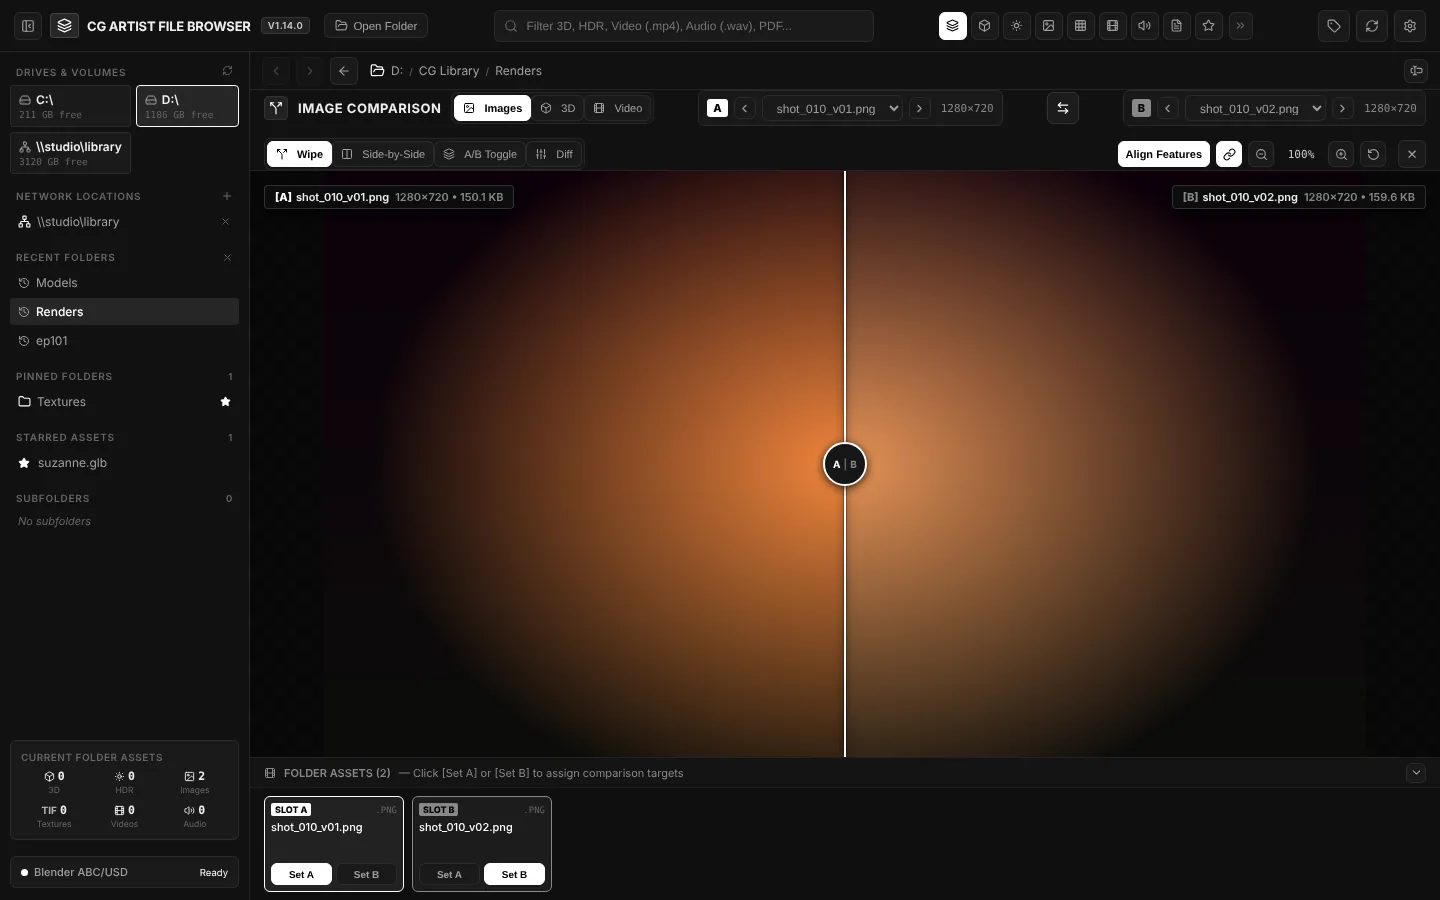 CG ARTIST FILE BROWSER V1.14.0 Open Folder Filter 3D, HDR, Video (.mp4), Audio (.wav), PDF...
DRIVES & VOLUMES
C:\
211 GB free
D:\
1186 GB free
\\studio\library
3120 GB free
NETWORK LOCATIONS
\\studio\library
RECENT FOLDERS
Models
Renders
ep101
PINNED FOLDERS 1
Textures
STARRED ASSETS 1
suzanne.glb
SUBFOLDERS 0
No subfolders
CURRENT FOLDER ASSETS
0 0 2
3D HDR Images
TIF 0 0 0
Textures Videos Audio
Blender ABC/USD Ready
D: / CG Library / Renders
IMAGE COMPARISON Images 3D Video A shot_010_v01.png 1280×720 B shot_010_v02.png 1280×720
Wipe Side-by-Side A/B Toggle Diff Align Features 100%
[A] shot_010_v01.png 1280×720 • 150.1 KB
[B] shot_010_v02.png 1280×720 • 159.6 KB
A | B
FOLDER ASSETS (2) — Click [Set A] or [Set B] to assign comparison targets
SLOT A .PNG
shot_010_v01.png
Set A Set B
SLOT B .PNG
shot_010_v02.png
Set A Set B